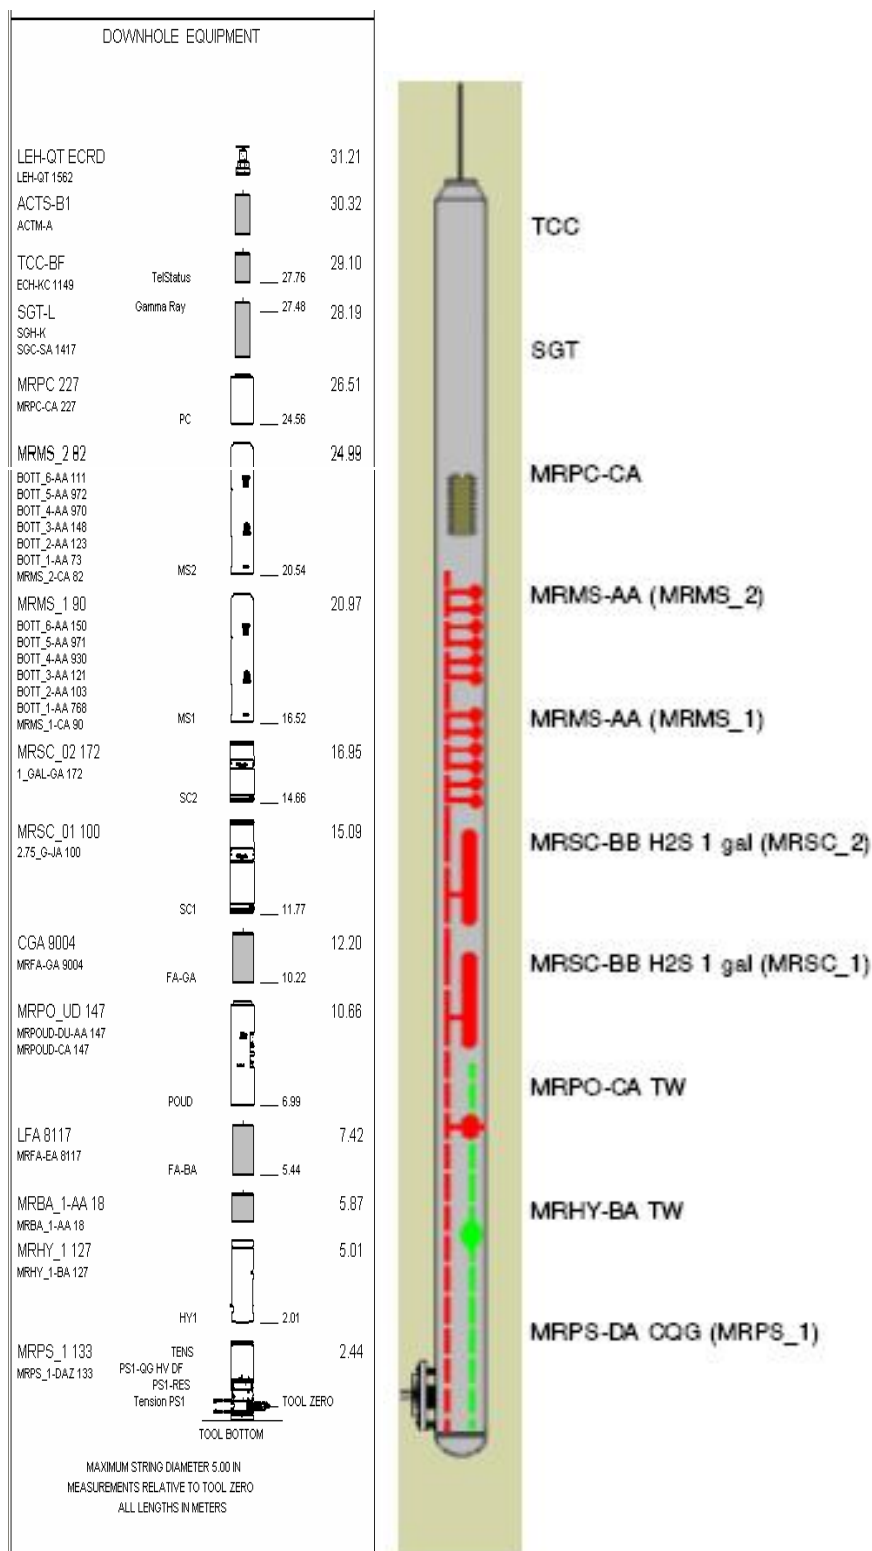 DOWNHOLE EQUIPMENT
LEH-QT ECRD 31.21
LEH-QT 1562
ACTS-B1 30.32
ACTM-A
TCC-BF 29.10
ECH-KC 1149 TelStatus 27.76
Gamma Ray 27.48
SGT-L 28.19
SGH-K
SGC-SA 1417
MRPC 227 26.51
MRPC-CA 227
PC 24.56
MRMS_2 82 24.99
BOTT_6-AA 111
BOTT_5-AA 972
BOTT_4-AA 970
BOTT_3-AA 148
BOTT_2-AA 123
BOTT_1-AA 73
MRMS_2-CA 82 MS2 20.54
MRMS_1 90 20.97
BOTT_6-AA 150
BOTT_5-AA 971
BOTT_4-AA 930
BOTT_3-AA 121
BOTT_2-AA 103
BOTT_1-AA 768
MRMS_1-CA 90 MS1 16.52
MRSC_02 172 16.95
1_GAL-GA 172
SC2 14.66
MRSC_01 100 15.09
2.75_G-JA 100
SC1 11.77
CGA 9004 12.20
MRFA-GA 9004
FA-GA 10.22
MRPO_UD 147 10.66
MRPOUD-DU-AA 147
MRPOUD-CA 147
POUD 6.99
LFA 8117 7.42
MRFA-EA 8117
FA-BA 5.44
MRBA_1-AA 18 5.87
MRBA_1-AA 18
MRHY_1 127 5.01
MRHY_1-BA 127
HY1 2.01
MRPS_1 133 TENS 2.44
MRPS_1-DAZ 133 PS1-QG HV DF
PS1-RES
Tension PS1 TOOL ZERO
TOOL BOTTOM
MAXIMUM STRING DIAMETER 5.00 IN
MEASUREMENTS RELATIVE TO TOOL ZERO
ALL LENGTHS IN METERS
TCC
SGT
MRPC-CA
MRMS-AA (MRMS_2)
MRMS-AA (MRMS_1)
MRSC-BB H2S 1 gal (MRSC_2)
MRSC-BB H2S 1 gal (MRSC_1)
MRPO-CA TW
MRHY-BA TW
MRPS-DA CQG (MRPS_1)